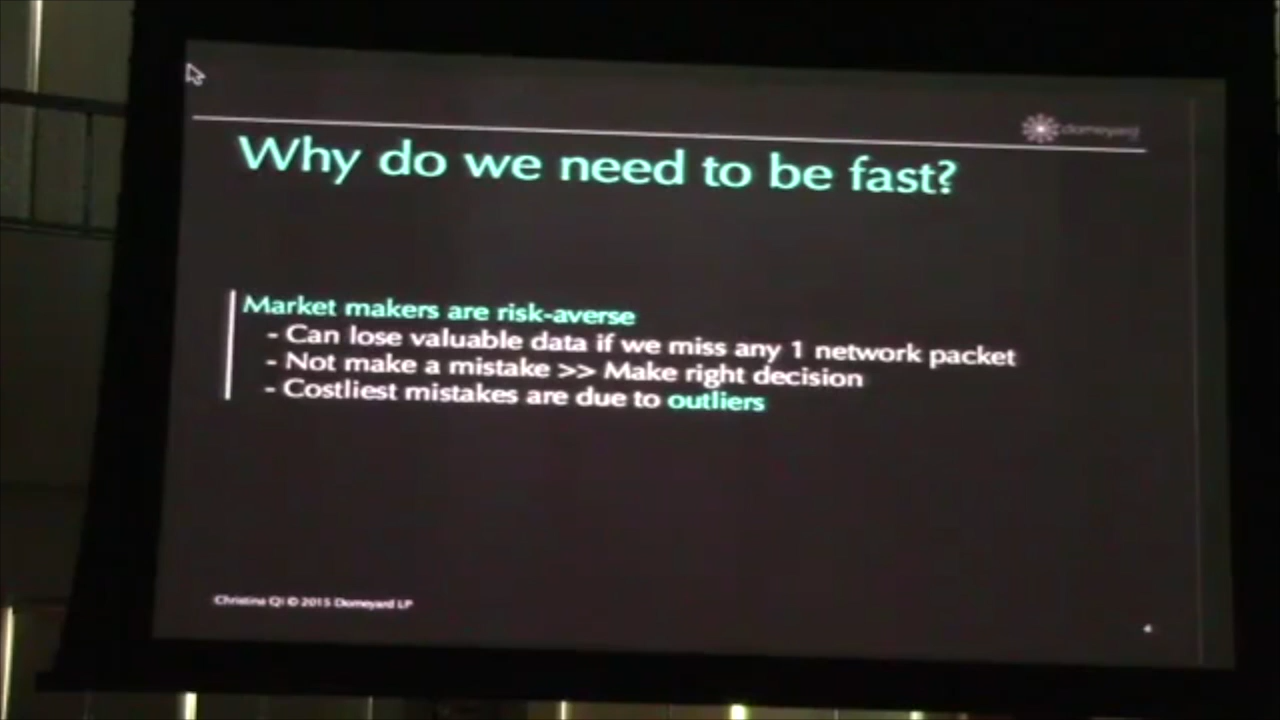 domeyard
Why do we need to be fast?
Market makers are risk-averse
- Can lose valuable data if we miss any 1 network packet
- Not make a mistake >> Make right decision
- Costliest mistakes are due to outliers
Christina Qi © 2015 Domeyard LP
4